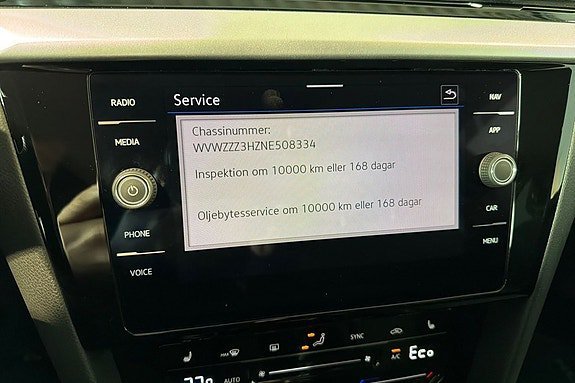 RADIO
Service
NAV
MEDIA
APP
Chassinummer:
WVWZZZ3HZNE508334
Inspektion om 10000 km eller 168 dagar
Oljebytesservice om 10000 km eller 168 dagar
PHONE
CAR
VOICE
MENU
MAX
SYNC
A/C
Eco
AUTO